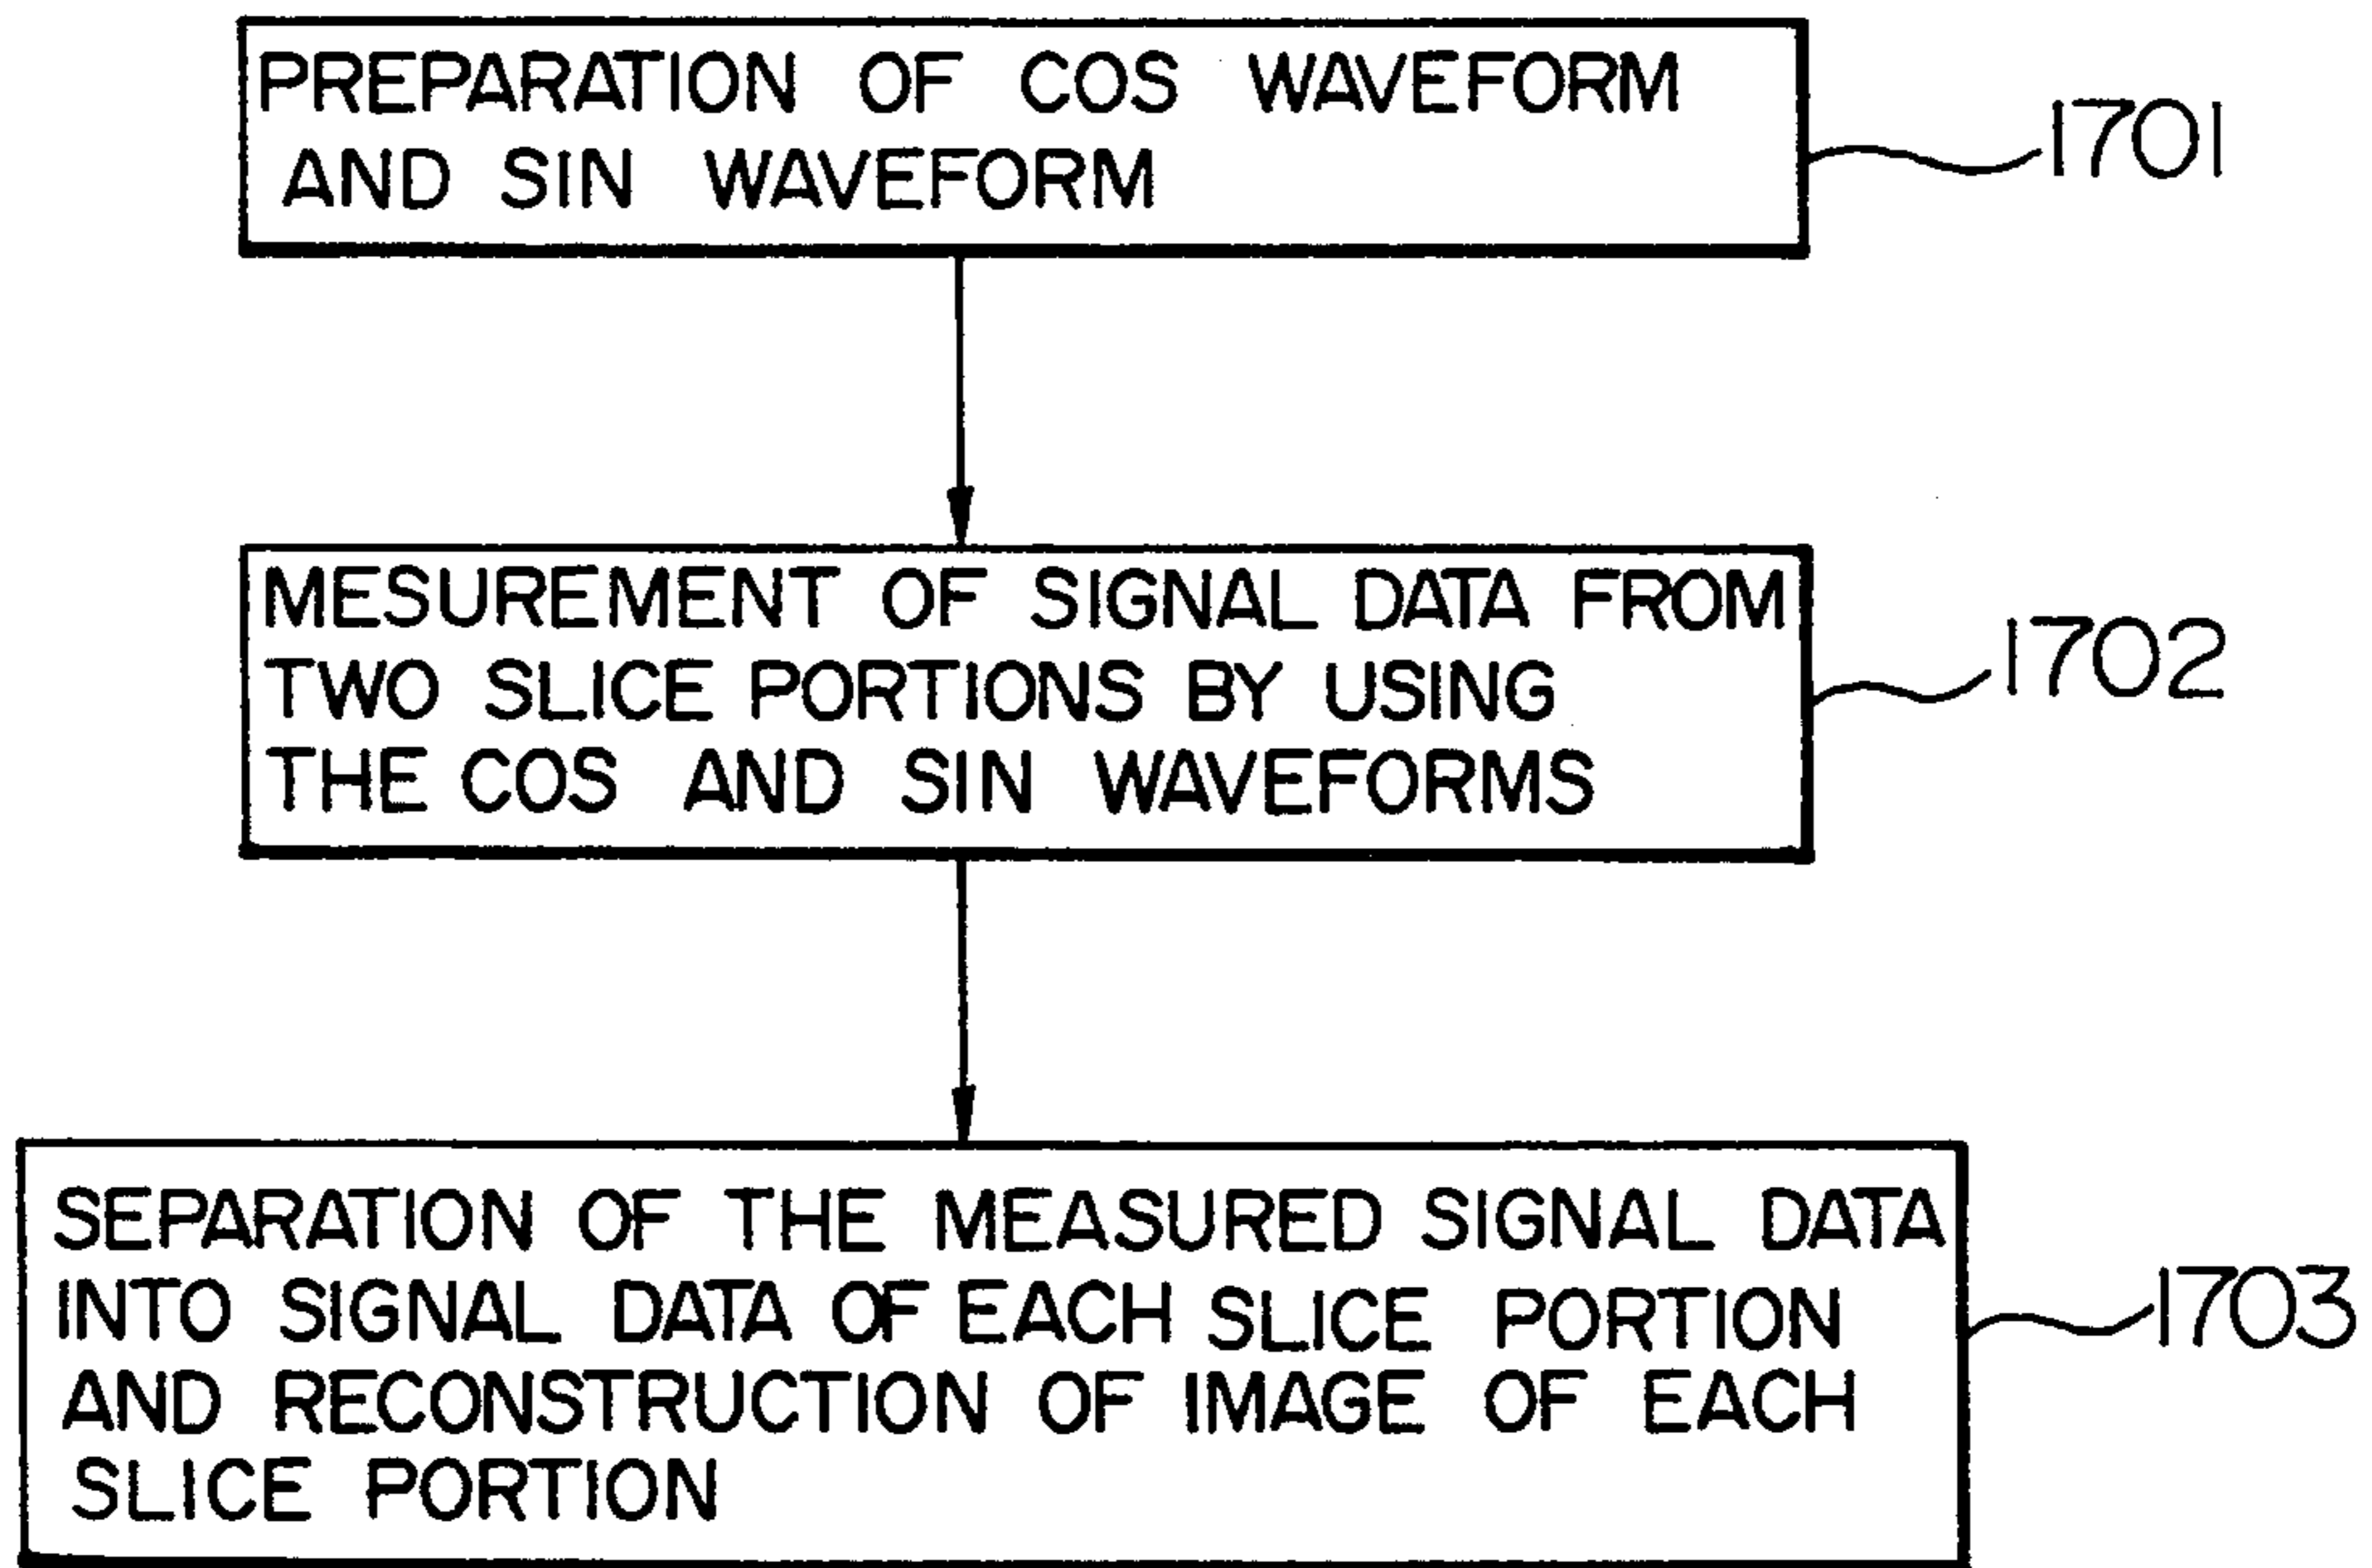 PREPARATION OF COS WAVEFORM
AND SIN WAVEFORM
1701
MESUREMENT OF SIGNAL DATA FROM
TWO SLICE PORTIONS BY USING
THE COS AND SIN WAVEFORMS
1702
SEPARATION OF THE MEASURED SIGNAL DATA
INTO SIGNAL DATA OF EACH SLICE PORTION
AND RECONSTRUCTION OF IMAGE OF EACH
SLICE PORTION
1703